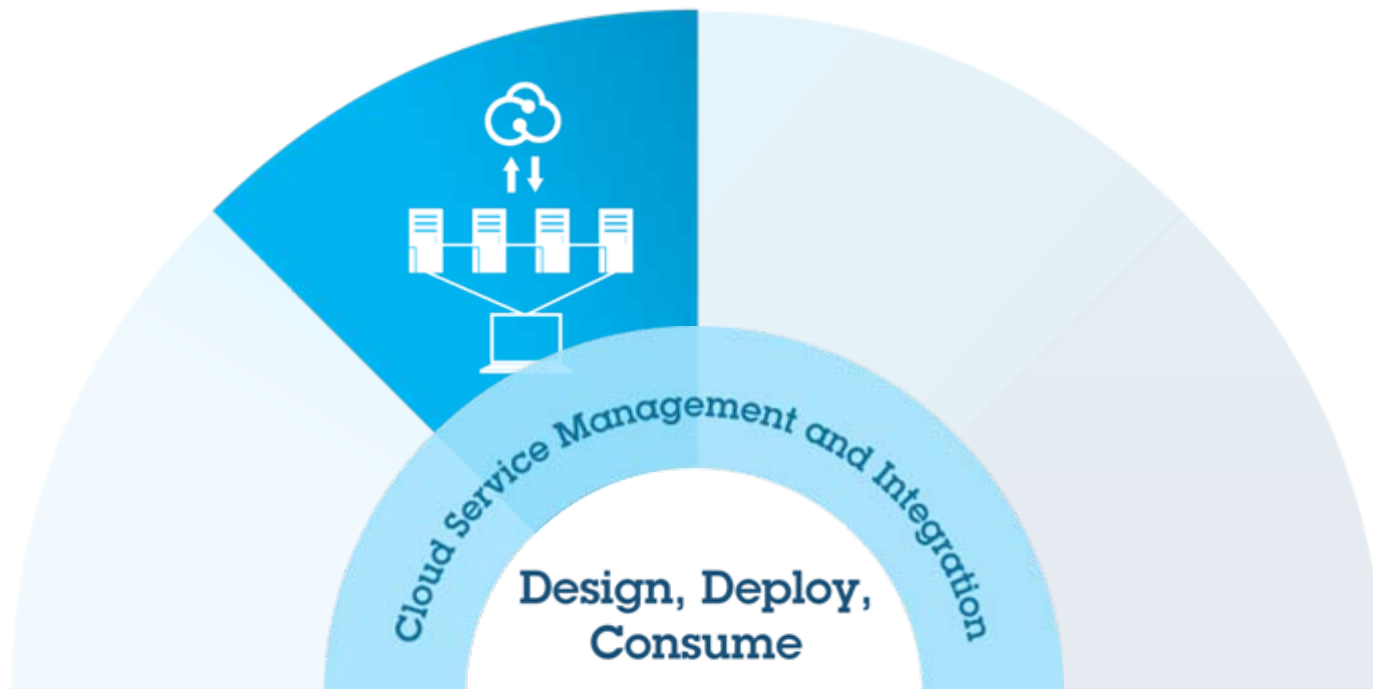 Cloud Service Management and Integration
Design, Deploy,
Consume